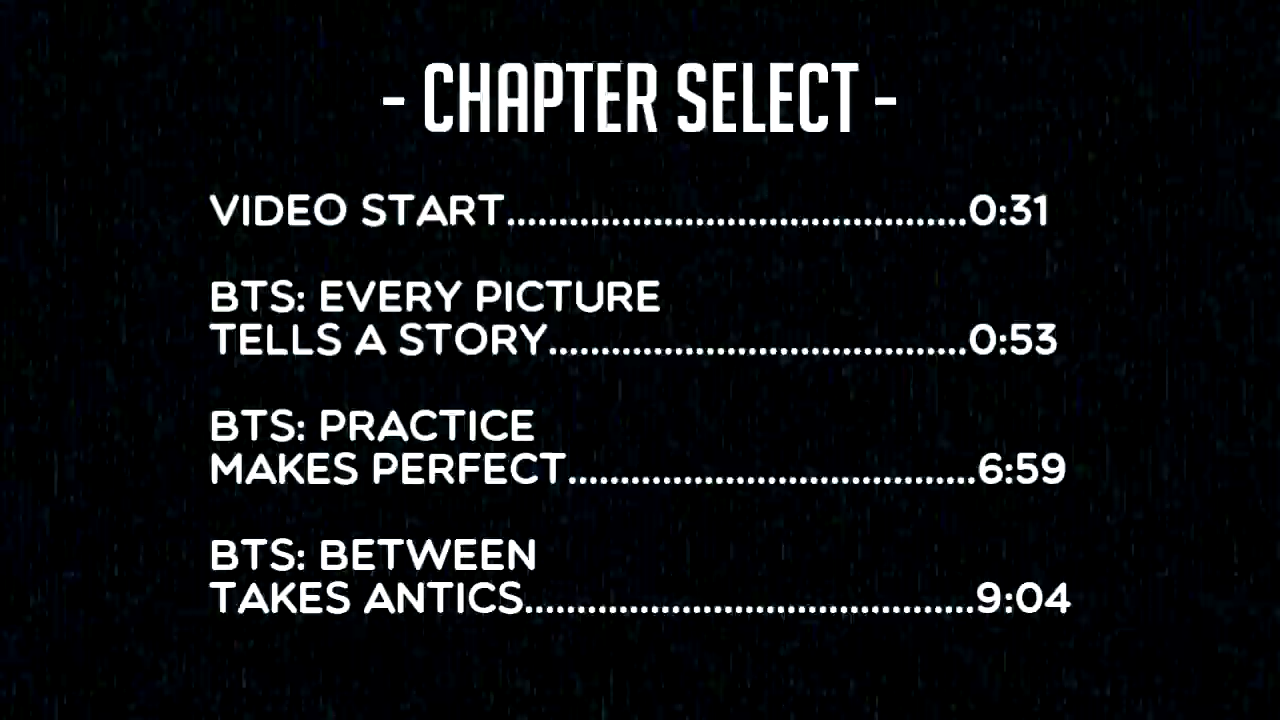 - CHAPTER SELECT -
VIDEO START............................................0:31
BTS: EVERY PICTURE
TELLS A STORY........................................0:53
BTS: PRACTICE
MAKES PERFECT.......................................6:59
BTS: BETWEEN
TAKES ANTICS...........................................9:04